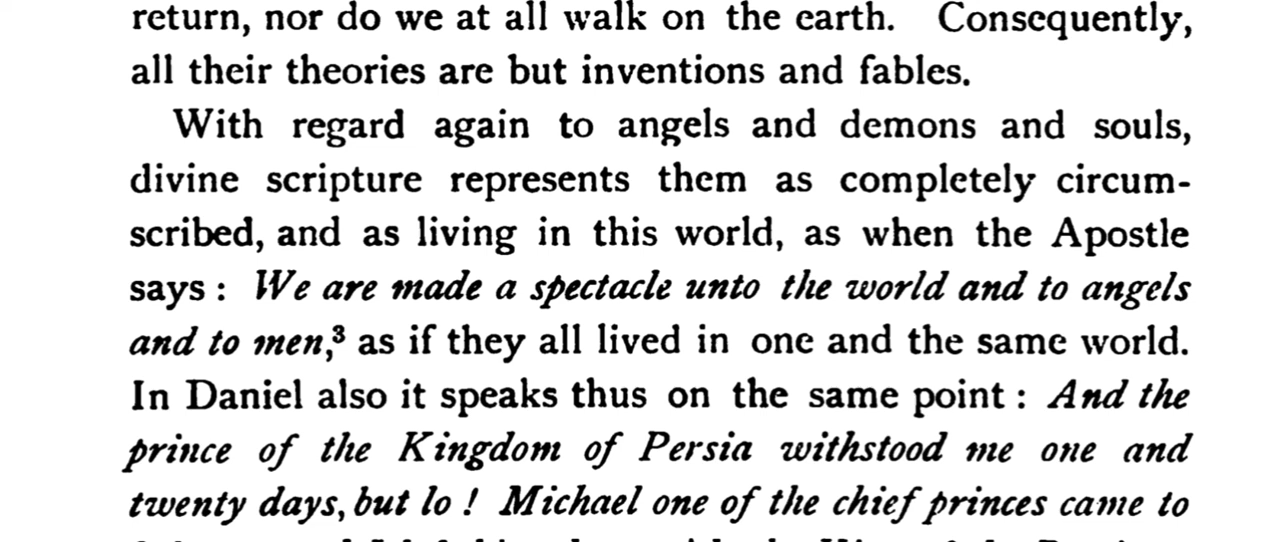 return, nor do we at all walk on the earth. Consequently,
all their theories are but inventions and fables.
With regard again to angels and demons and souls,
divine scripture represents them as completely circum-
scribed, and as living in this world, as when the Apostle
says : We are made a spectacle unto the world and to angels
and to men,³ as if they all lived in one and the same world.
In Daniel also it speaks thus on the same point : And the
prince of the Kingdom of Persia withstood me one and
twenty days, but lo ! Michael one of the chief princes came to